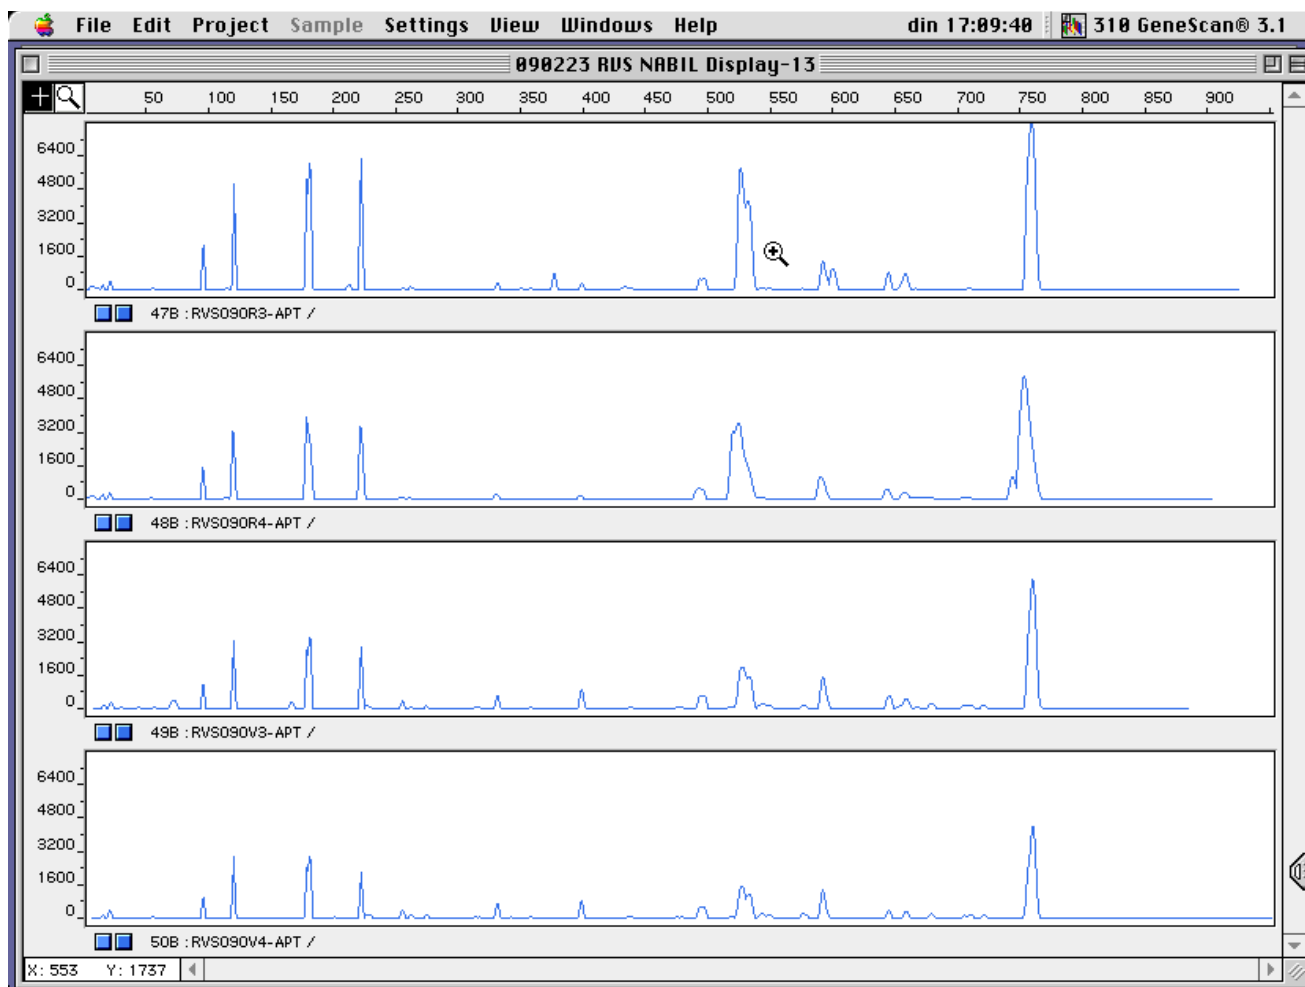 File Edit Project Sample Settings View Windows Help din 17:09:40 310 GeneScan® 3.1
090223 RVS NABIL Display-13
50 100 150 200 250 300 350 400 450 500 550 600 650 700 750 800 850 900
6400
4800
3200
1600
0
47B : RVS090R3-APT /
6400
4800
3200
1600
0
48B : RVS090R4-APT /
6400
4800
3200
1600
0
49B : RVS090V3-APT /
6400
4800
3200
1600
0
50B : RVS090V4-APT /
X: 553 Y: 1737